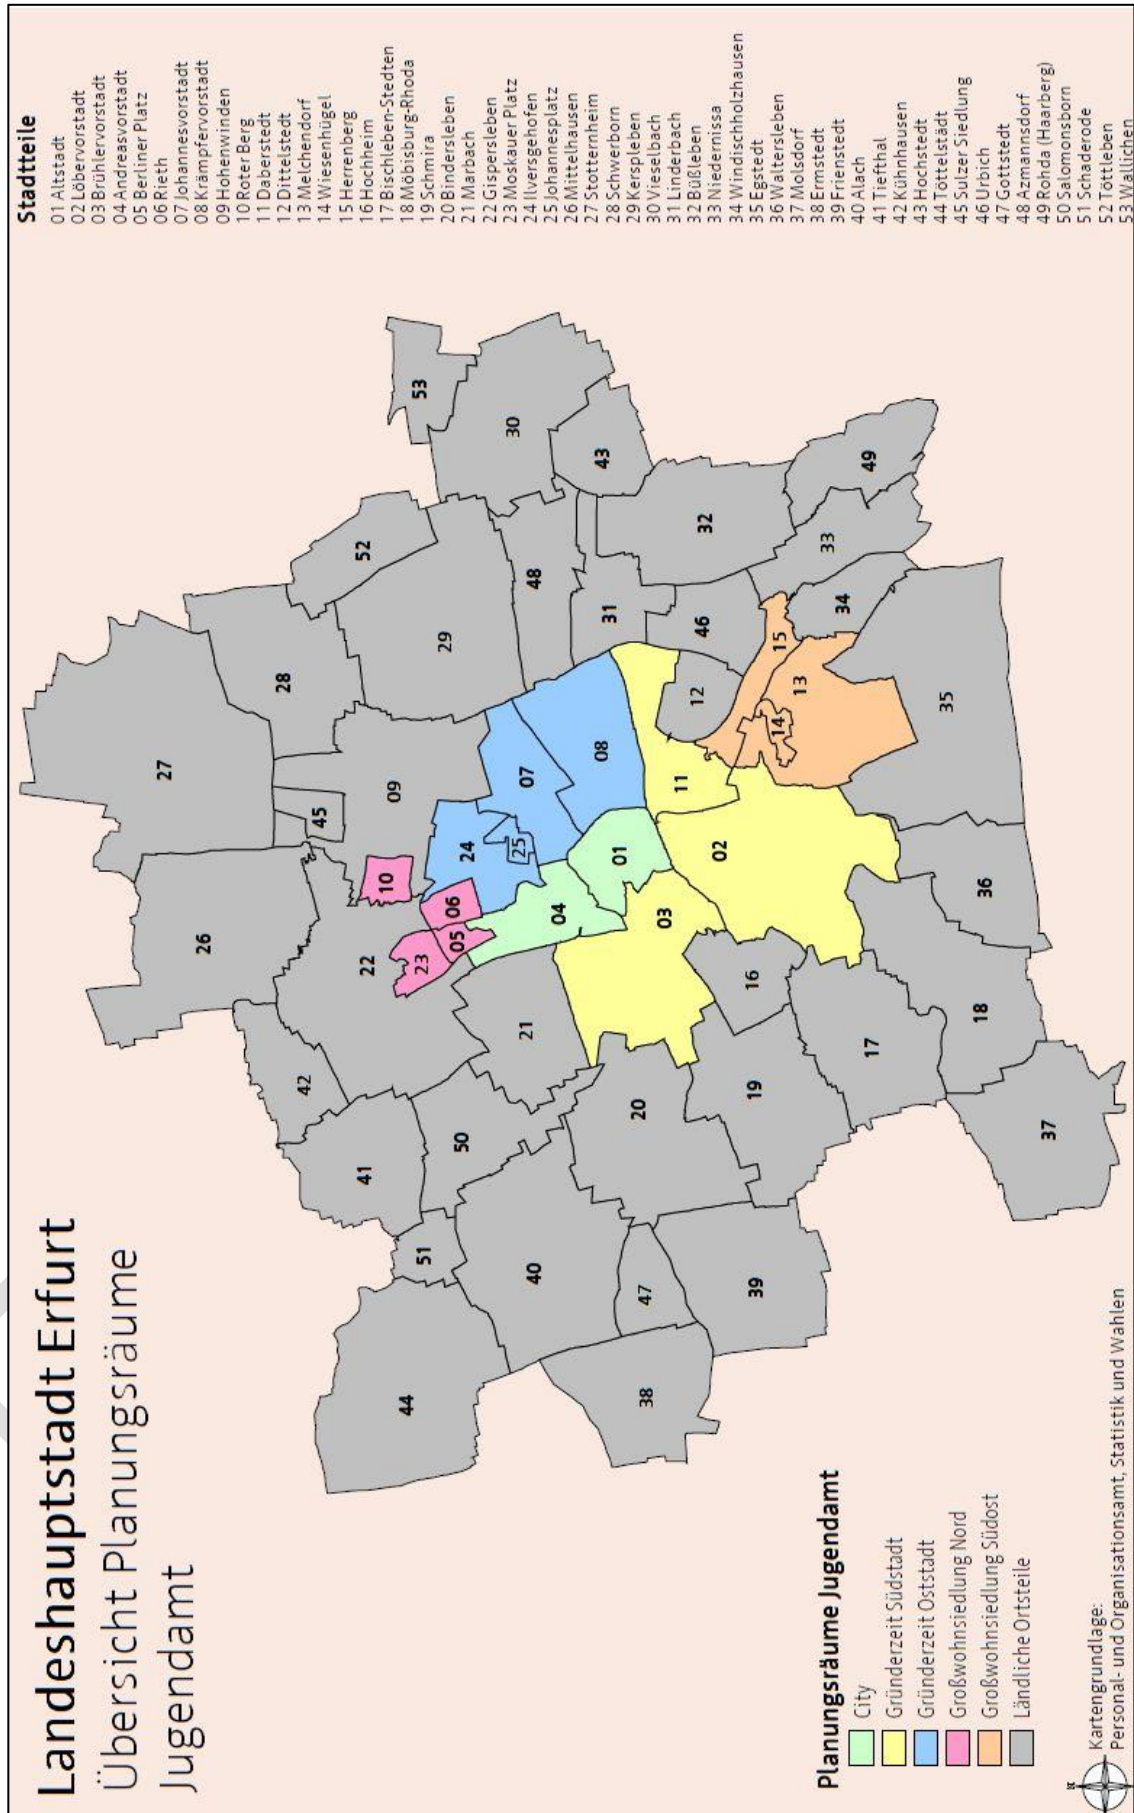 Landeshauptstadt Erfurt
Übersicht Planungsräume
Jugendamt
Stadtteile
01 Altstadt
02 Löbervorstadt
03 Brühlervorstadt
04 Andreasvorstadt
05 Berliner Platz
06 Rieth
07 Johannesvorstadt
08 Krämpfervorstadt
09 Hohenwinden
10 Roter Berg
11 Daberstedt
12 Dittelstedt
13 Melchendorf
14 Wiesenhügel
15 Herrenberg
16 Hochheim
17 Bischleben-Stedten
18 Möbisburg-Rhoda
19 Schmira
20 Bindersleben
21 Marbach
22 Gispersleben
23 Moskauer Platz
24 Ilversgehofen
25 Johannesplatz
26 Mittelhausen
27 Stotternheim
28 Schwerborn
29 Kerspleben
30 Vieselbach
31 Linderbach
32 Büßleben
33 Niedernissa
34 Windischholzhausen
35 Egstedt
36 Waltersleben
37 Molsdorf
38 Ermstedt
39 Frienstedt
40 Alach
41 Tiefthal
42 Kühnhausen
43 Hochstedt
44 Töttelstädt
45 Sulzer Siedlung
46 Urbich
47 Gottstedt
48 Azmannsdorf
49 Rohda (Haarberg)
50 Salomonsborn
51 Schaderode
52 Töttleben
53 Wallichen
27
26
28
45
52
42
22
10
09
53
44
41
51
23
05
06
24
29
30
50
40
21
04
25
07
48
43
38
47
20
03
01
08
31
32
39
19
16
02
11
12
46
15
14
13
34
33
49
17
18
36
35
37
Planungsräume Jugendamt
City
Gründerzeit Südstadt
Gründerzeit Oststadt
Großwohnsiedlung Nord
Großwohnsiedlung Südost
Ländliche Ortsteile
N
Kartengrundlage:
Personal- und Organisationsamt, Statistik und Wahlen